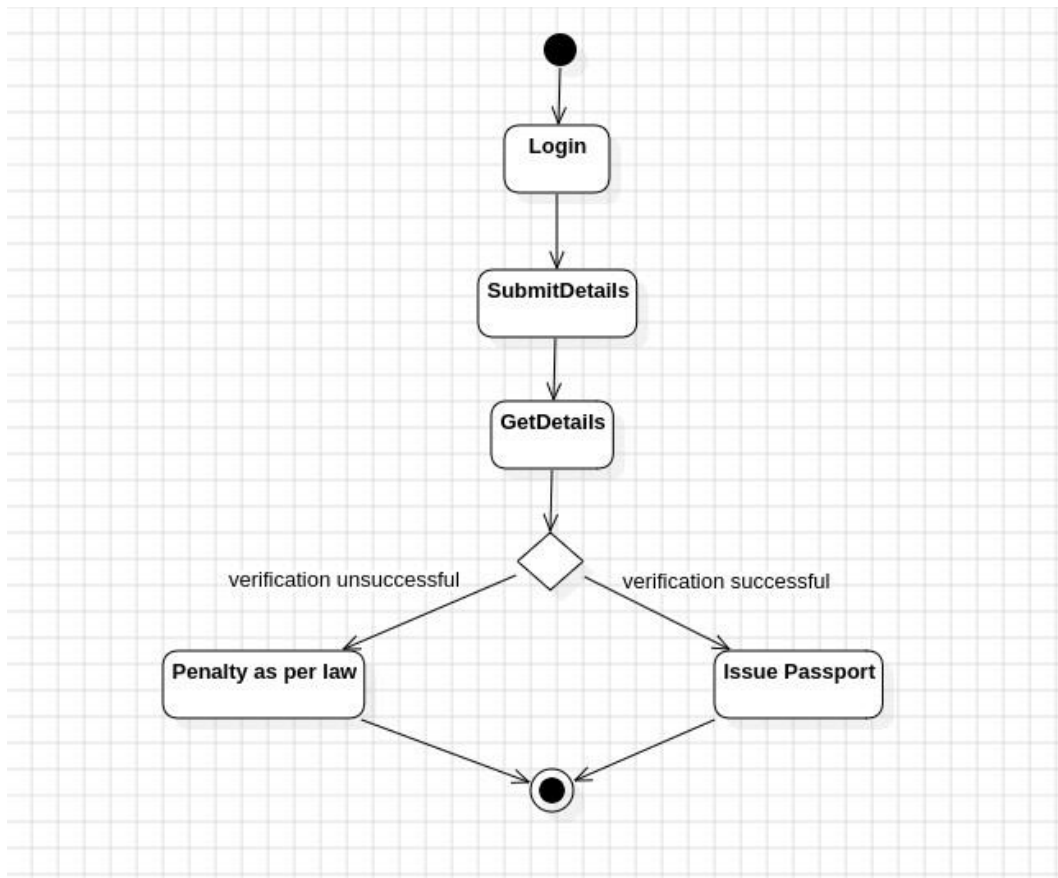 Login
SubmitDetails
GetDetails
verification unsuccessful
verification successful
Penalty as per law
Issue Passport